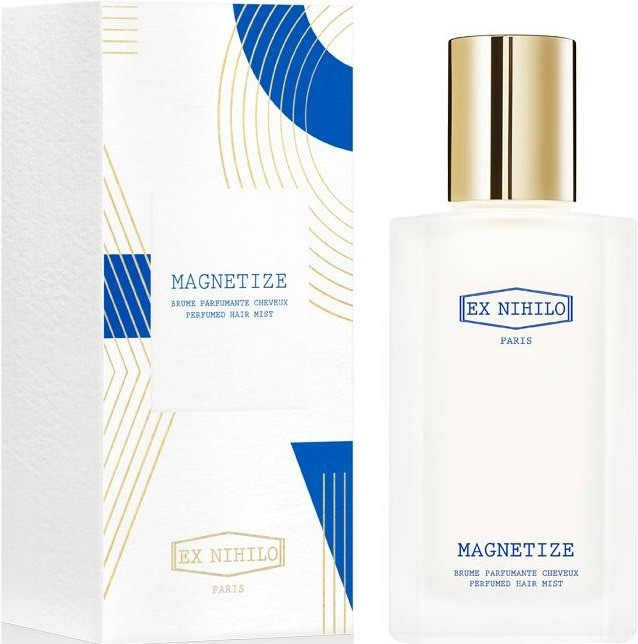 MAGNETIZE
BRUME PARFUMANTE CHEVEUX
PERFUMED HAIR MIST
EX NIHILO
PARIS
EX NIHILO
PARIS
MAGNETIZE
BRUME PARFUMANTE CHEVEUX
PERFUMED HAIR MIST